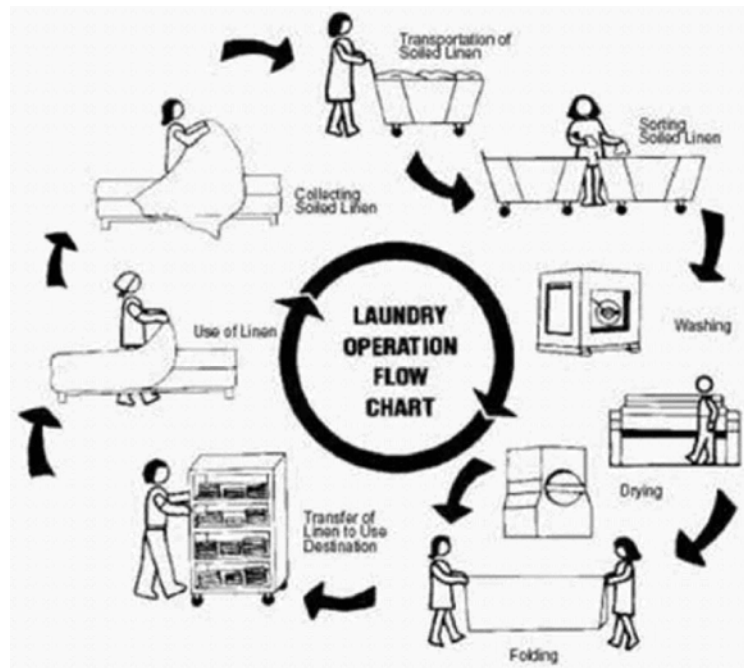 Transportation of
Soiled Linen
Sorting
Soiled Linen
Collecting
Soiled Linen
Use of Linen
LAUNDRY
OPERATION
FLOW
CHART
Washing
Drying
Transfer of
Linen to Use
Destination
Folding